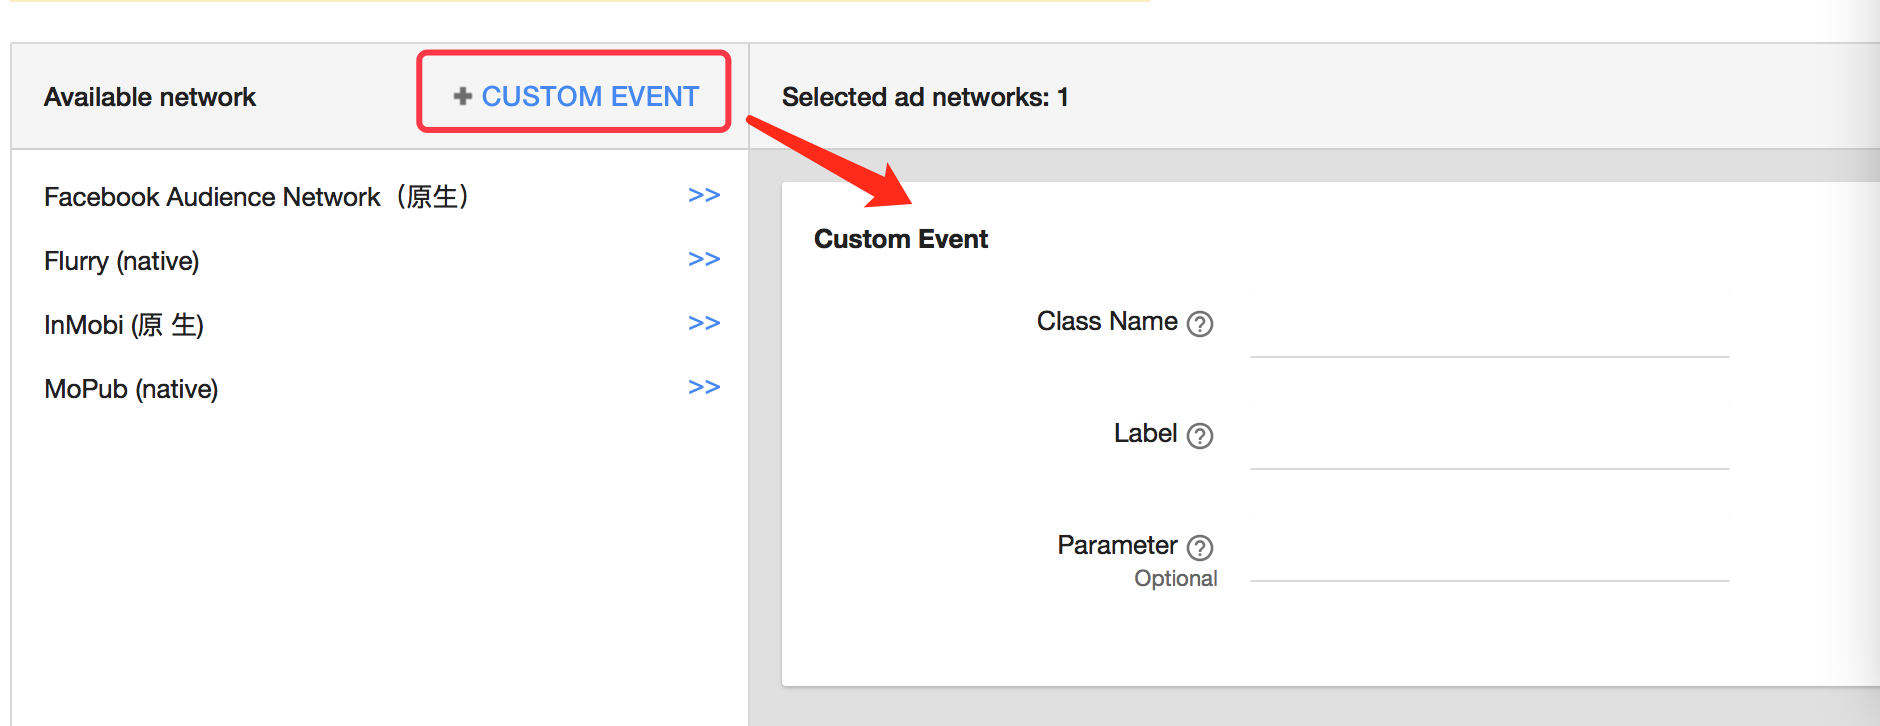 Available network
+ CUSTOM EVENT
Selected ad networks: 1
Facebook Audience Network（原生） >>
Flurry (native) >>
InMobi (原 生) >>
MoPub (native) >>
Custom Event
Class Name ?
Label ?
Parameter ?
Optional